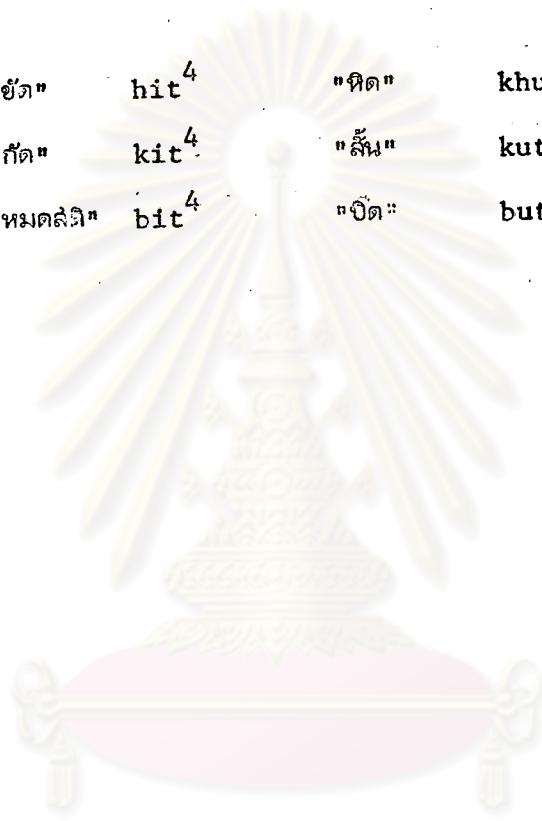 ขัด" hit⁴ "หิด" khu
กัด" kit⁴ "สั้น" kut
หมดสติ" bit⁴ "บิด" but